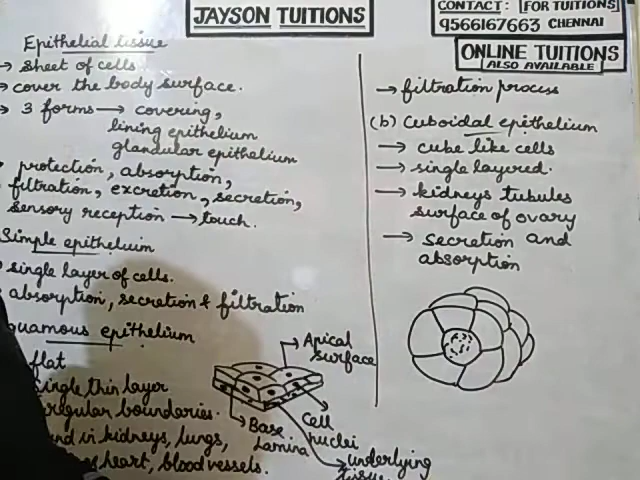 JAYSON TUITIONS
CONTACT: FOR TUITIONS
9566167663 CHENNAI
ONLINE TUITIONS
ALSO AVAILABLE
Epithelial tissue
→ sheet of cells
→ cover the body surface.
→ 3 forms → covering,
lining epithelium
glandular epithelium
protection, absorption,
filtration, excretion, secretion,
sensory reception → touch.
Simple epitheluim
single layer of cells.
absorption, secretion & filtration
epithelium
flat
single thin layer
boundaries.
in kidneys, lungs,
heart, blood vessels.
Apical
surface
Cell
nuclei
Base
Lamina
underlying
tissue
→ filtration process
(b) Cuboidal epithelium
→ cube like cells
→ single layered.
→ kidneys tubules
surface of ovary
→ secretion and
absorption